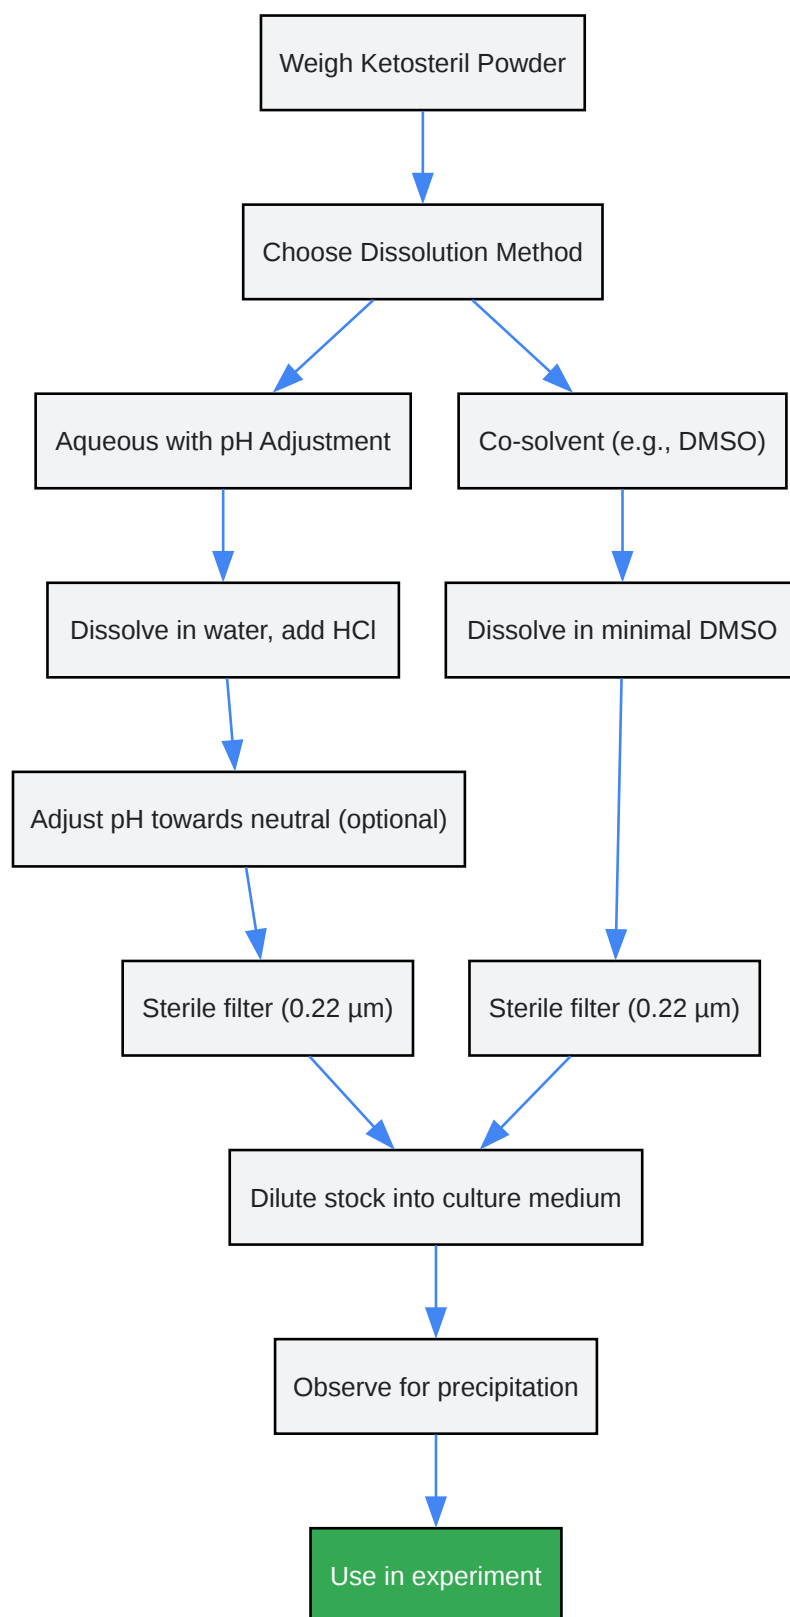 Weigh Ketosteril Powder
Choose Dissolution Method
Aqueous with pH Adjustment
Co-solvent (e.g., DMSO)
Dissolve in water, add HCl
Dissolve in minimal DMSO
Adjust pH towards neutral (optional)
Sterile filter (0.22 µm)
Sterile filter (0.22 µm)
Dilute stock into culture medium
Observe for precipitation
Use in experiment